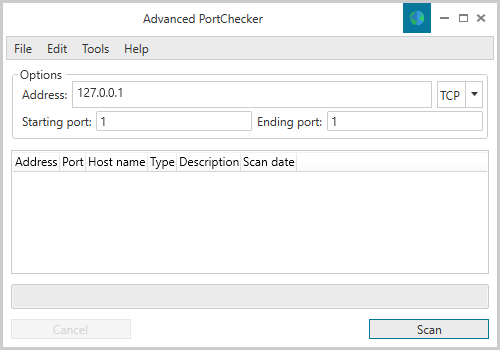 Advanced PortChecker
File Edit Tools Help
Options
Address: 127.0.0.1 TCP
Starting port: 1 Ending port: 1
Address Port Host name Type Description Scan date
Cancel Scan